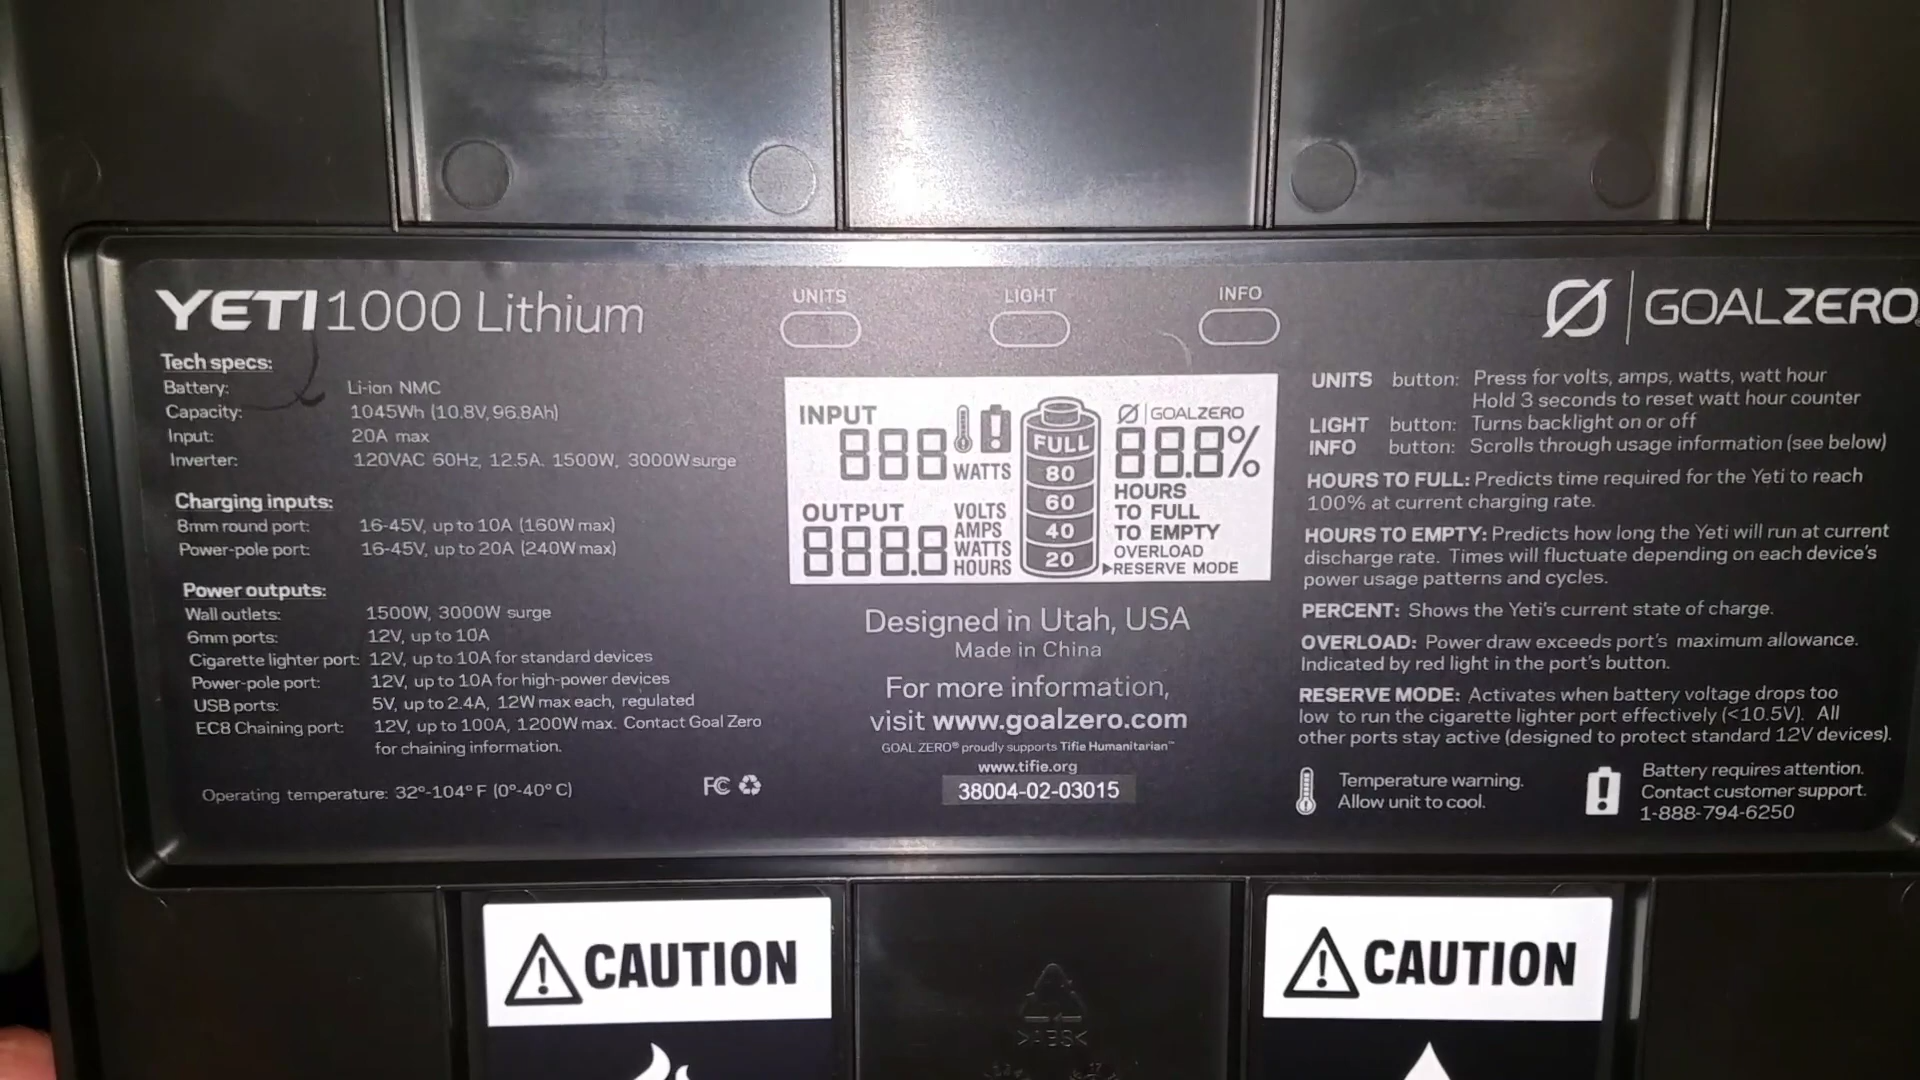 YETI 1000 Lithium
Tech specs:
Battery: Li-ion NMC
Capacity: 1045Wh (10.8V, 96.8Ah)
Input: 20A max
Inverter: 120VAC 60Hz, 12.5A. 1500W, 3000W surge
Charging inputs:
8mm round port: 16-45V, up to 10A (160W max)
Power-pole port: 16-45V, up to 20A (240W max)
Power outputs:
Wall outlets: 1500W, 3000W surge
6mm ports: 12V, up to 10A
Cigarette lighter port: 12V, up to 10A for standard devices
Power-pole port: 12V, up to 10A for high-power devices
USB ports: 5V, up to 2.4A, 12W max each, regulated
EC8 Chaining port: 12V, up to 100A, 1200W max. Contact Goal Zero
for chaining information.
Operating temperature: 32°-104° F (0°-40° C)
FC
UNITS LIGHT INFO
INPUT
888 WATTS
OUTPUT
888.8
VOLTS
AMPS
WATTS
HOURS
FULL
80
60
40
20
GOALZERO
88.8%
HOURS
TO FULL
TO EMPTY
OVERLOAD
▶RESERVE MODE
Designed in Utah, USA
Made in China
For more information,
visit www.goalzero.com
GOAL ZERO® proudly supports Tifie Humanitarian™
www.tifie.org
38004-02-03015
GOALZERO
UNITS button: Press for volts, amps, watts, watt hour
Hold 3 seconds to reset watt hour counter
LIGHT button: Turns backlight on or off
INFO button: Scrolls through usage information (see below)
HOURS TO FULL: Predicts time required for the Yeti to reach
100% at current charging rate.
HOURS TO EMPTY: Predicts how long the Yeti will run at current
discharge rate. Times will fluctuate depending on each device's
power usage patterns and cycles.
PERCENT: Shows the Yeti's current state of charge.
OVERLOAD: Power draw exceeds port's maximum allowance.
Indicated by red light in the port's button.
RESERVE MODE: Activates when battery voltage drops too
low to run the cigarette lighter port effectively (<10.5V). All
other ports stay active (designed to protect standard 12V devices).
Temperature warning.
Allow unit to cool.
Battery requires attention.
Contact customer support.
1-888-794-6250
CAUTION
CAUTION
>ABS<